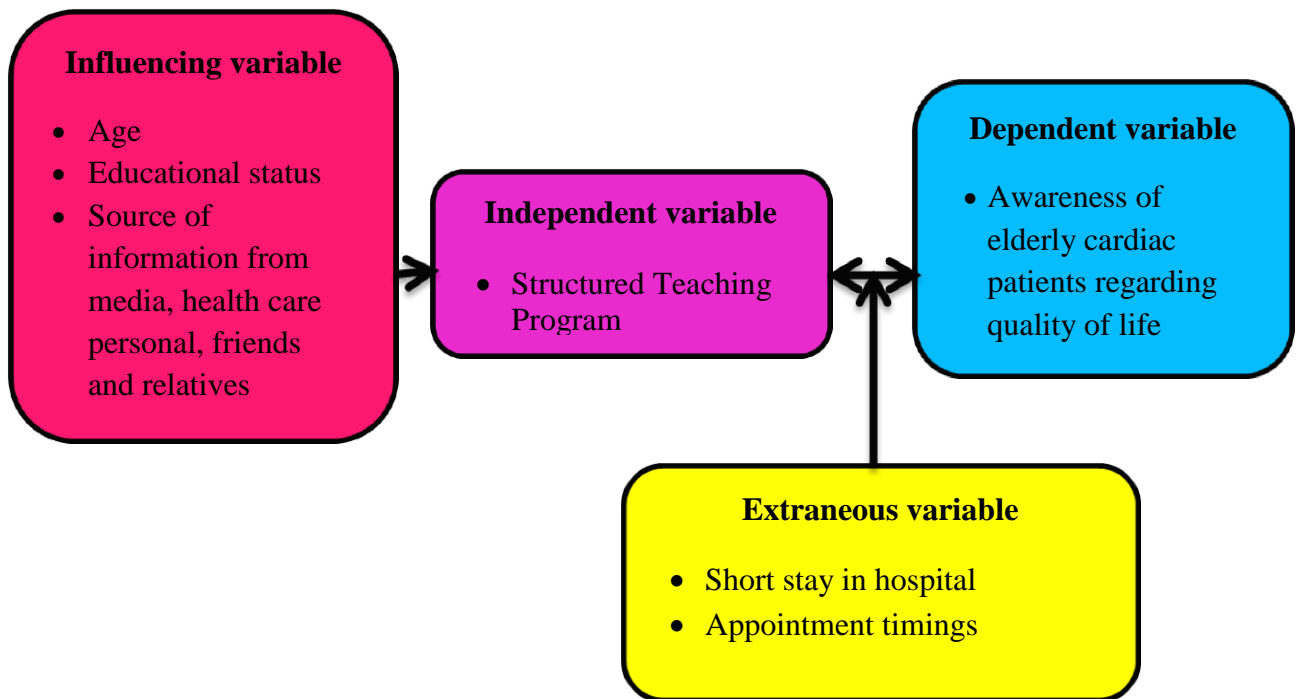 Influencing variable
• Age
• Educational status
• Source of
information from
media, health care
personal, friends
and relatives
Independent variable
• Structured Teaching
Program
Dependent variable
• Awareness of
elderly cardiac
patients regarding
quality of life
Extraneous variable
• Short stay in hospital
• Appointment timings